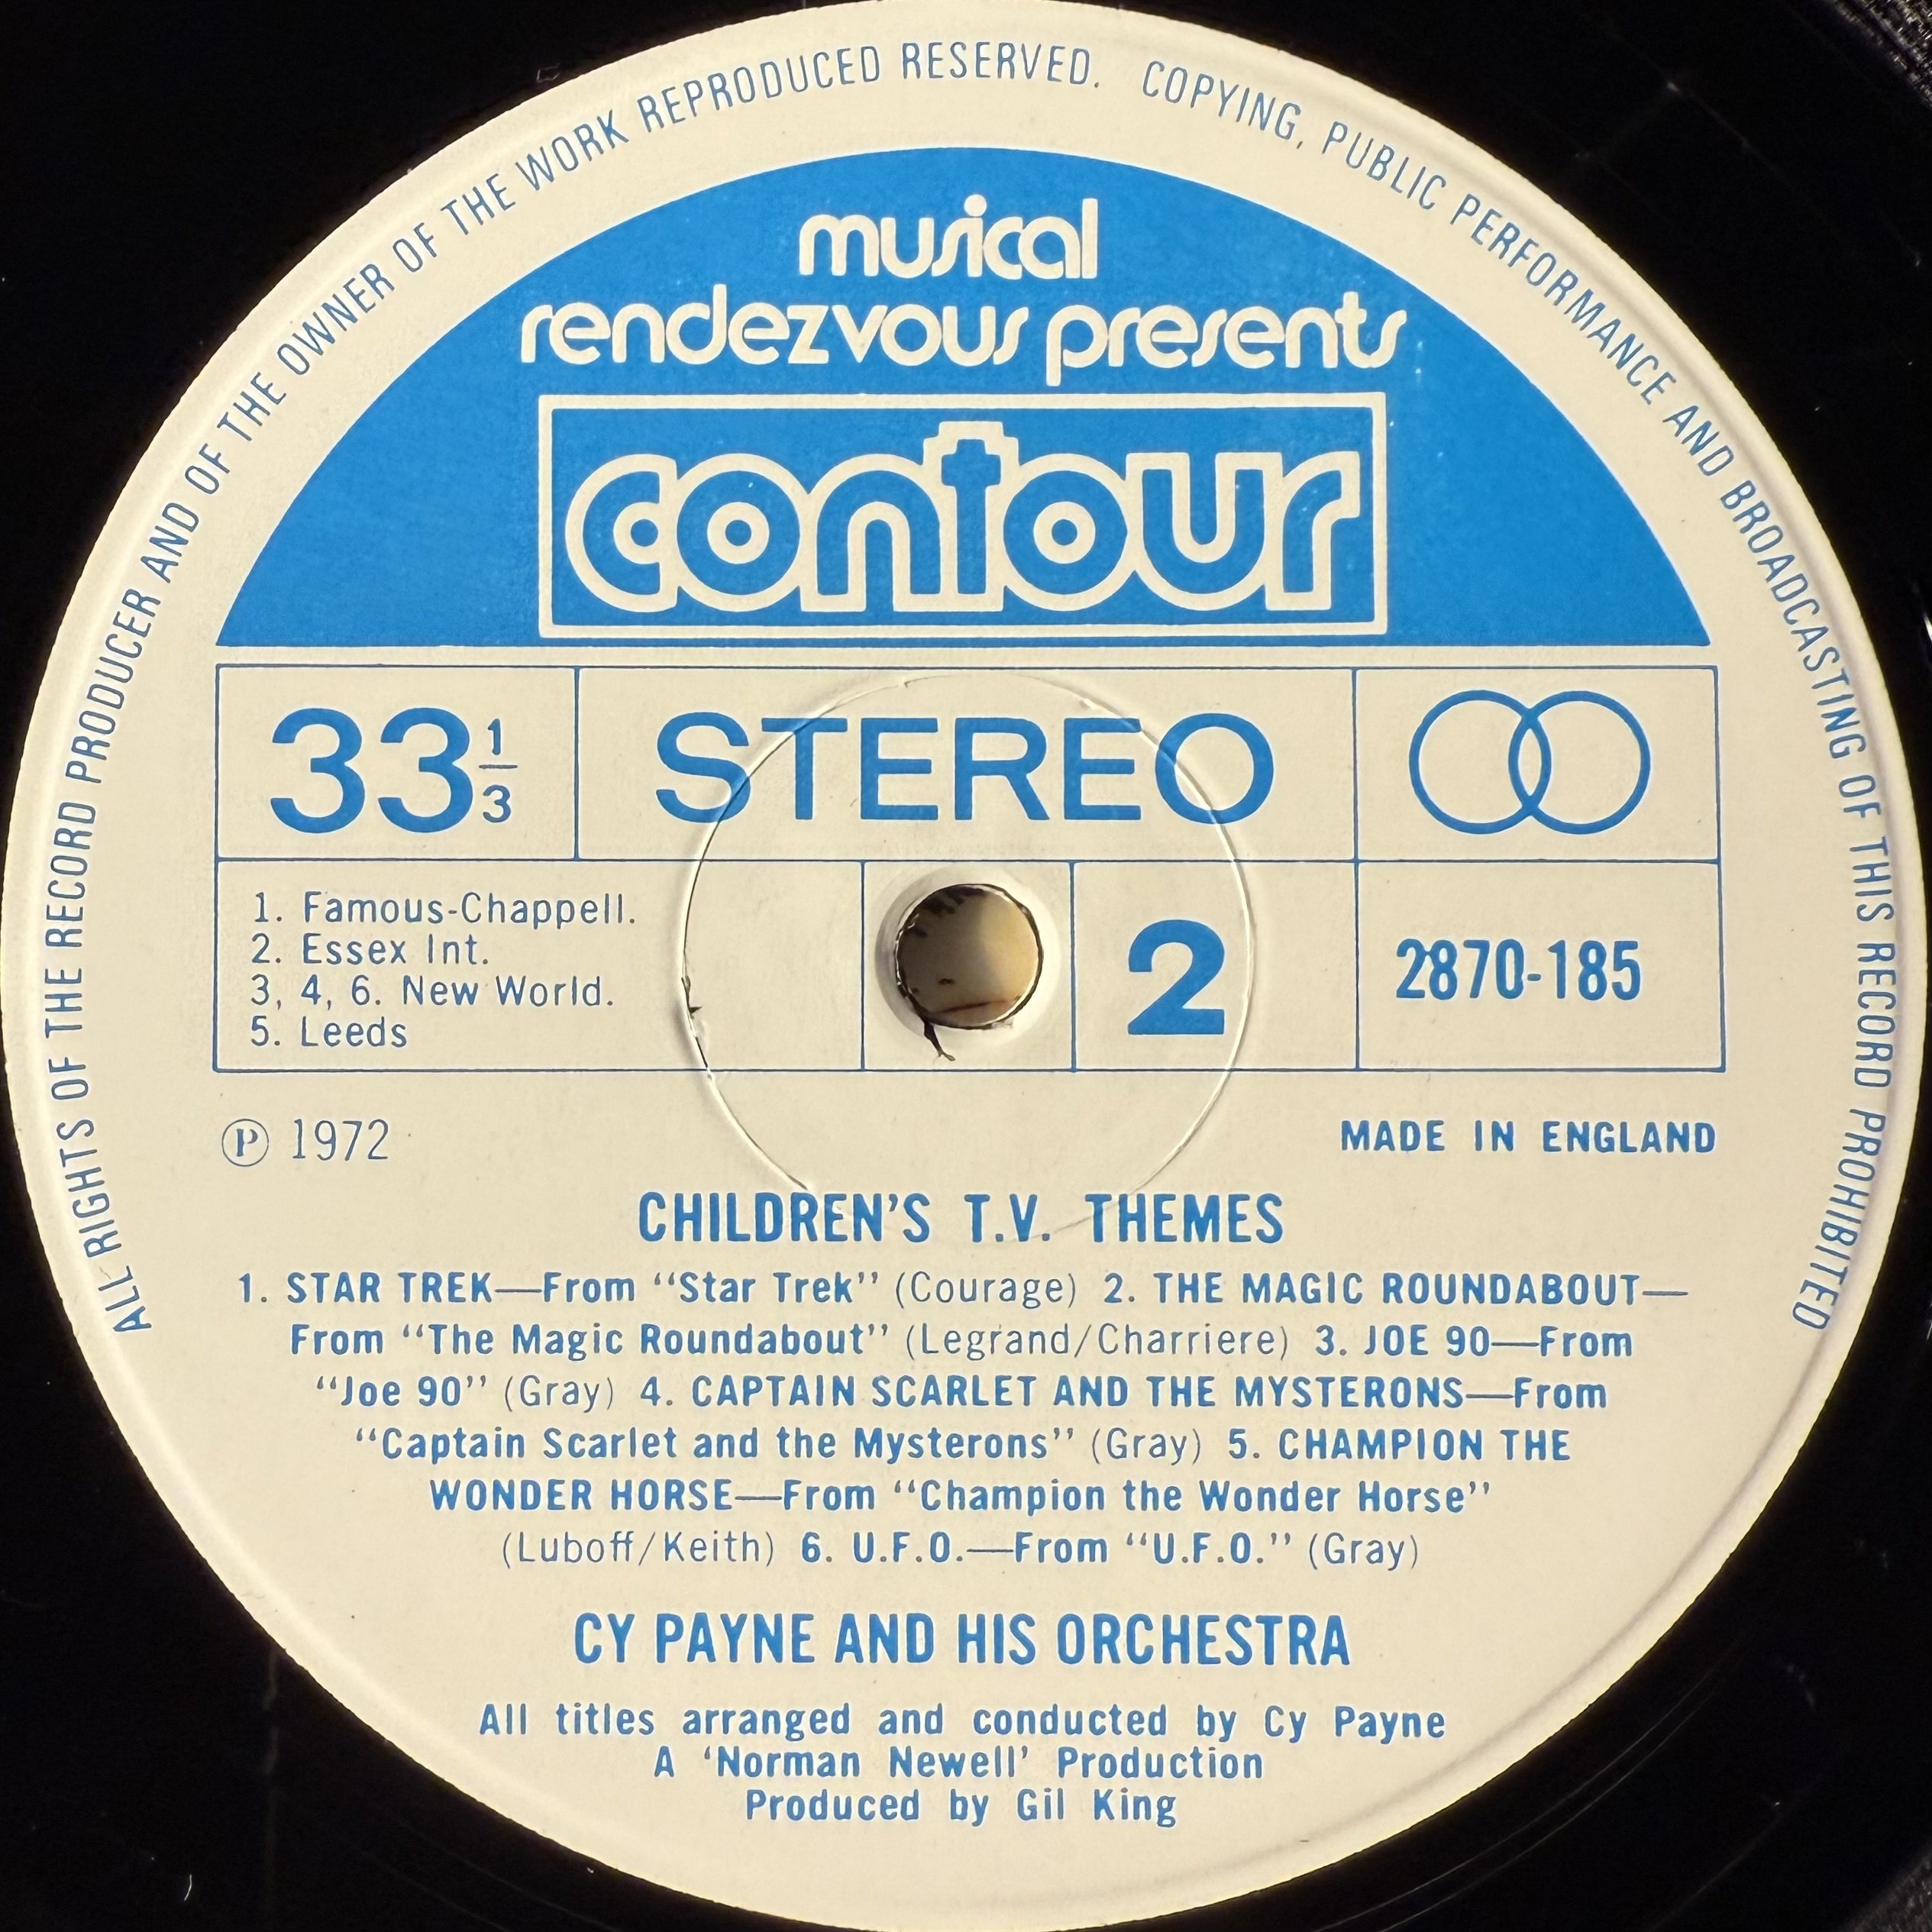 ALL RIGHTS OF THE RECORD PRODUCER AND OF THE OWNER OF THE WORK REPRODUCED RESERVED. COPYING, PUBLIC PERFORMANCE AND BROADCASTING OF THIS RECORD PROHIBITED
musical
rendezvous presents
contour
33 1/3 STEREO
1. Famous-Chappell.
2. Essex Int.
3, 4, 6. New World.
5. Leeds
2
2870-185
Ⓟ 1972
MADE IN ENGLAND
CHILDREN'S T.V. THEMES
1. STAR TREK—From “Star Trek” (Courage) 2. THE MAGIC ROUNDABOUT—
From “The Magic Roundabout” (Legrand/Charriere) 3. JOE 90—From
“Joe 90” (Gray) 4. CAPTAIN SCARLET AND THE MYSTERONS—From
“Captain Scarlet and the Mysterons” (Gray) 5. CHAMPION THE
WONDER HORSE—From “Champion the Wonder Horse”
(Luboff/Keith) 6. U.F.O.—From “U.F.O.” (Gray)
CY PAYNE AND HIS ORCHESTRA
All titles arranged and conducted by Cy Payne
A ‘Norman Newell’ Production
Produced by Gil King